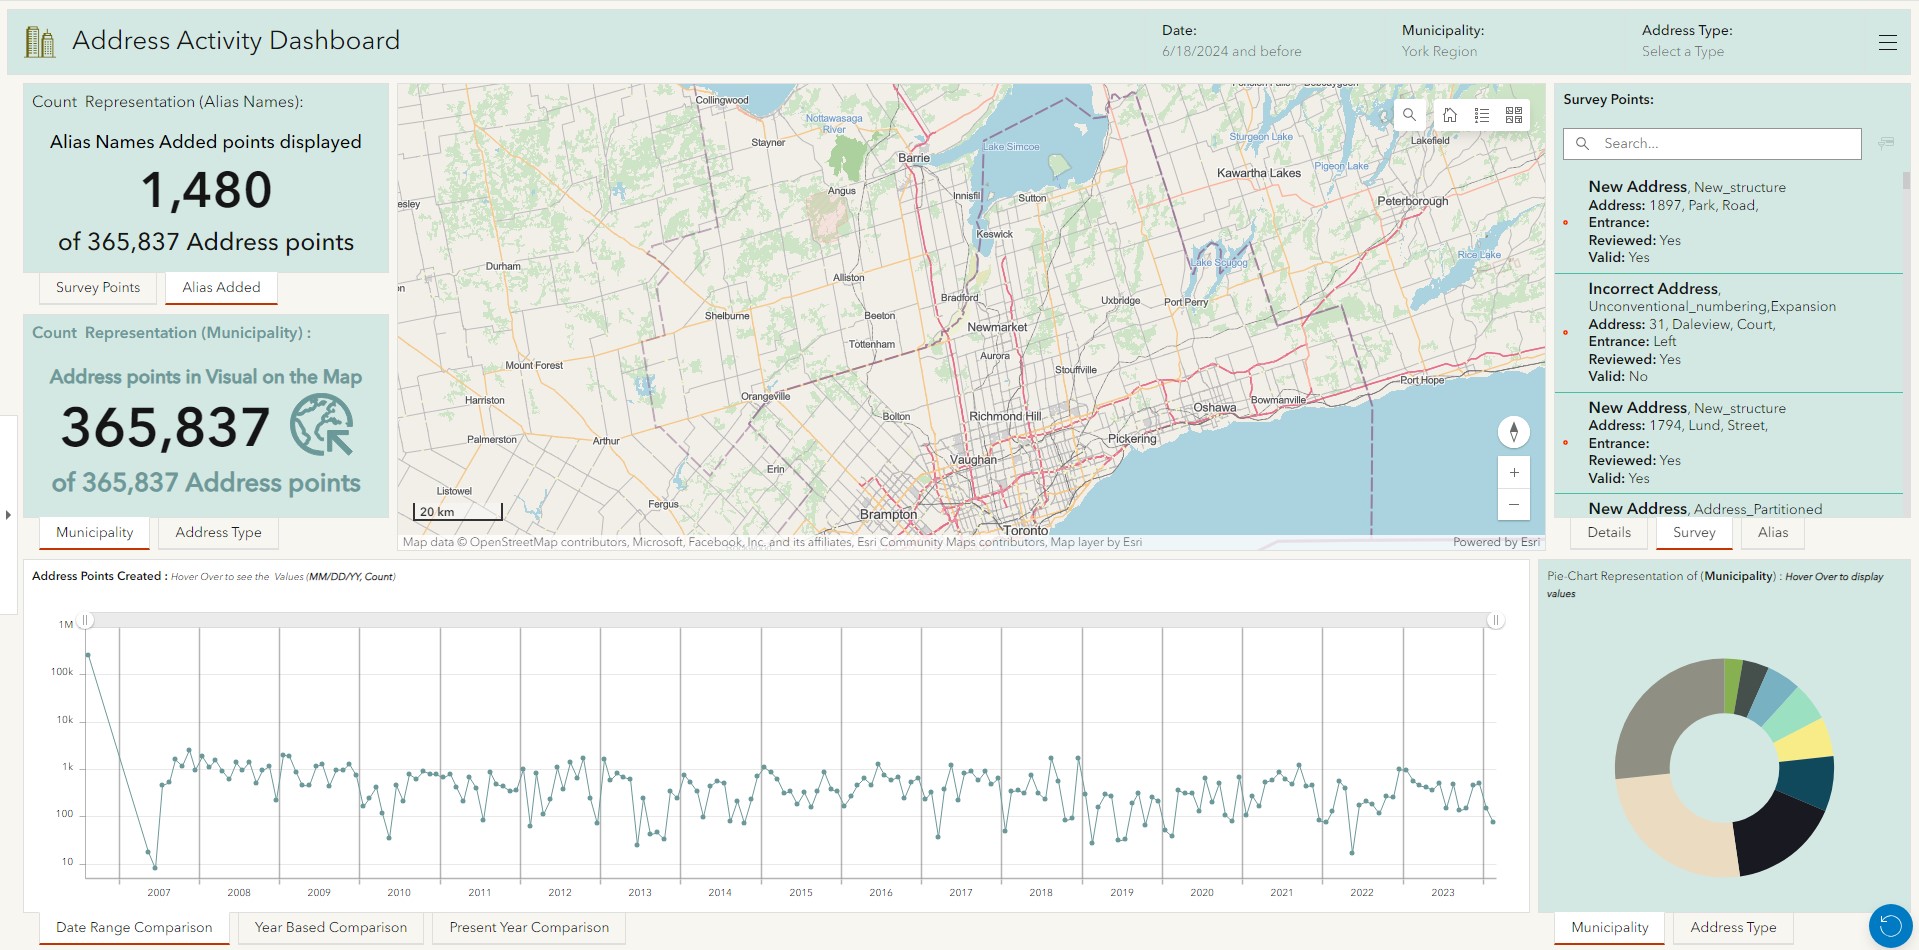 Address Activity Dashboard
Date:
6/18/2024 and before
Municipality:
York Region
Address Type:
Select a Type
Count Representation (Alias Names):
Alias Names Added points displayed
1,480
of 365,837 Address points
Survey Points
Alias Added
Count Representation (Municipality) :
Address points in Visual on the Map
365,837
of 365,837 Address points
Municipality
Address Type
Collingwood
Nottawasaga
River
Stayner
Barrie
Lake Simcoe
Sturgeon Lake
Lakefield
Pigeon Lake
Kawartha Lakes
Angus
Innisfil
Sutton
Peterborough
esley
Keswick
Durham
Alliston
Lake Scugog
Rice Lake
on
Bradford
Uxbridge
Port Perry
Shelburne
Beeton
Newmarket
Tottenham
Aurora
Mount Forest
Stouffville
Port Hope
Orangeville
Harriston
Bolton
Richmond Hill
Oshawa
Bowmanville
Palmerston
Arthur
Pickering
Vaughan
Erin
Listowel
Fergus
Brampton
Toronto
20 km
Map data © OpenStreetMap contributors, Microsoft, Facebook, Inc. and its affiliates, Esri Community Maps contributors, Map layer by Esri
Powered by Esri
Survey Points:
Search...
New Address, New_structure
Address: 1897, Park, Road,
Entrance:
Reviewed: Yes
Valid: Yes
Incorrect Address,
Unconventional_numbering,Expansion
Address: 31, Daleview, Court,
Entrance: Left
Reviewed: Yes
Valid: No
New Address, New_structure
Address: 1794, Lund, Street,
Entrance:
Reviewed: Yes
Valid: Yes
New Address, Address_Partitioned
Details
Survey
Alias
Address Points Created : Hover Over to see the Values (MM/DD/YY, Count)
1M
100k
10k
1k
100
10
2007
2008
2009
2010
2011
2012
2013
2014
2015
2016
2017
2018
2019
2020
2021
2022
2023
Date Range Comparison
Year Based Comparison
Present Year Comparison
Pie-Chart Representation of (Municipality) : Hover Over to display
values
Municipality
Address Type